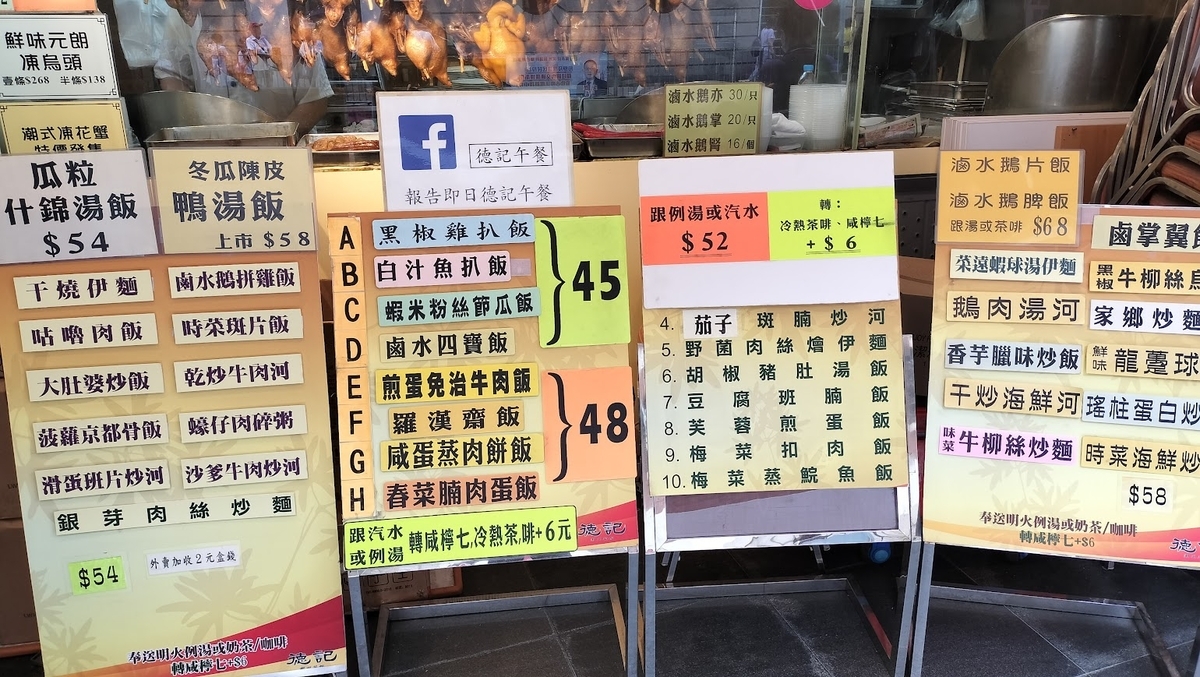 鮮味元朗
凍烏頭
壹條$268 半條$138
潮式凍花蟹
特價發售
瓜粒
什錦湯飯
$54
冬瓜陳皮
鴨湯飯
上市 $58
干燒伊麵
鹵水鵝拼雞飯
咕嚕肉飯
時菜斑片飯
大肚婆炒飯
乾炒牛肉河
菠蘿京都骨飯
蠔仔肉碎粥
滑蛋班片炒河
沙爹牛肉炒河
銀芽肉絲炒麵
$54
外賣加收2元盒錢
奉送明火例湯或奶茶/咖啡
轉咸檸七+$6
德記
f
德記午餐
報告即日德記午餐
A 黑椒雞扒飯
B 白汁魚扒飯
C 蝦米粉絲節瓜飯
D 鹵水四寶飯
45
E 煎蛋免治牛肉飯
F 羅漢齋飯
G 咸蛋蒸肉餅飯
H 春菜腩肉蛋飯
48
跟汽水
或例湯
轉咸檸七,冷熱茶,啡+6元
德記
滷水鵝亦 30/只
滷水鵝掌 20/只
滷水鵝腎 16/個
跟例湯或汽水
$52
轉：
冷熱茶啡、咸檸七
+$6
4. 茄子斑腩炒河
5. 野菌肉絲燴伊麵
6. 胡椒豬肚湯飯
7. 豆腐班腩飯
8. 芙蓉煎蛋飯
9. 梅菜扣肉飯
10. 梅菜蒸鯇魚飯
滷水鵝片飯
滷水鵝脾飯
跟湯或茶啡 $68
鹵掌翼
菜遠蝦球湯伊麵
黑椒牛柳絲
鵝肉湯河
家鄉炒麵
香芋臘味炒飯
鮮味龍躉球
干炒海鮮河
瑤柱蛋白炒
味菜牛柳絲炒麵
時菜海鮮炒
$58
奉送明火例湯或奶茶/咖啡
轉咸檸七+$6
德